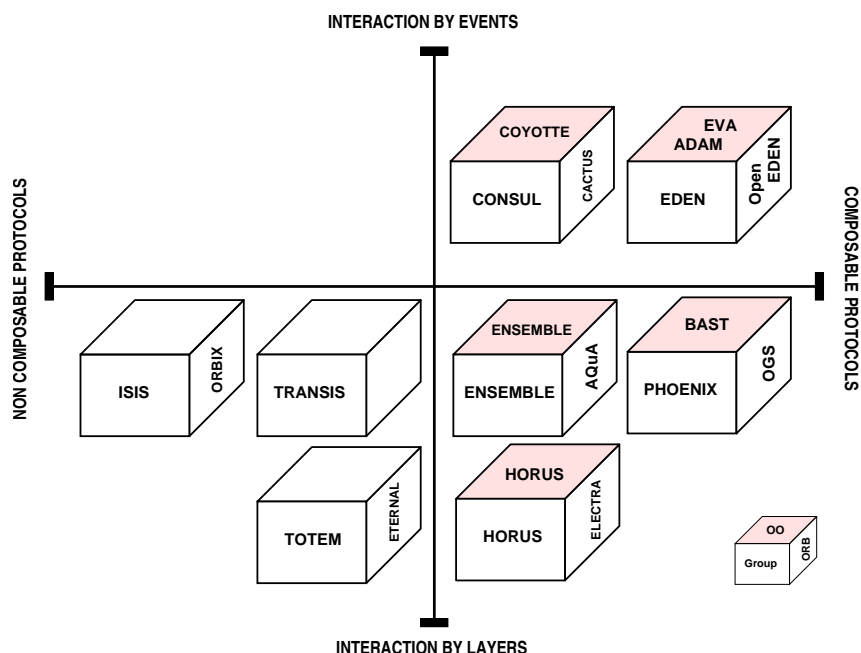 INTERACTION BY EVENTS
COYOTTE
CONSUL
CACTUS
EVA
ADAM
EDEN
Open
EDEN
NON COMPOSABLE PROTOCOLS
COMPOSABLE PROTOCOLS
ISIS
ORBIX
TRANSIS
ENSEMBLE
ENSEMBLE
AQuA
BAST
PHOENIX
OGS
TOTEM
ETERNAL
HORUS
HORUS
ELECTRA
OO
Group
ORB
INTERACTION BY LAYERS